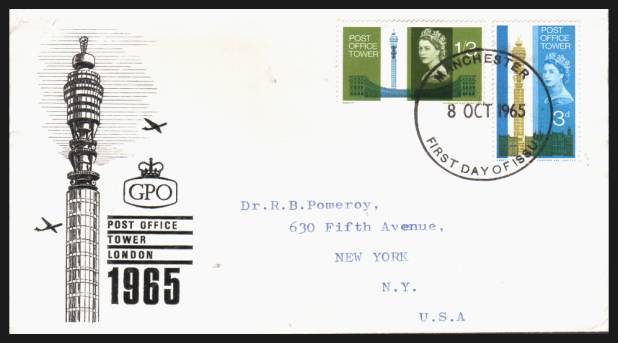 POST
OFFICE
TOWER
1/3
POST
OFFICE
TOWER
3d
MANCHESTER
8 OCT 1965
FIRST DAY OF ISSUE
GPO
POST OFFICE
TOWER
LONDON
1965
Dr.R.B.Pomeroy,
630 Fifth Avenue,
NEW YORK
N.Y.
U.S.A